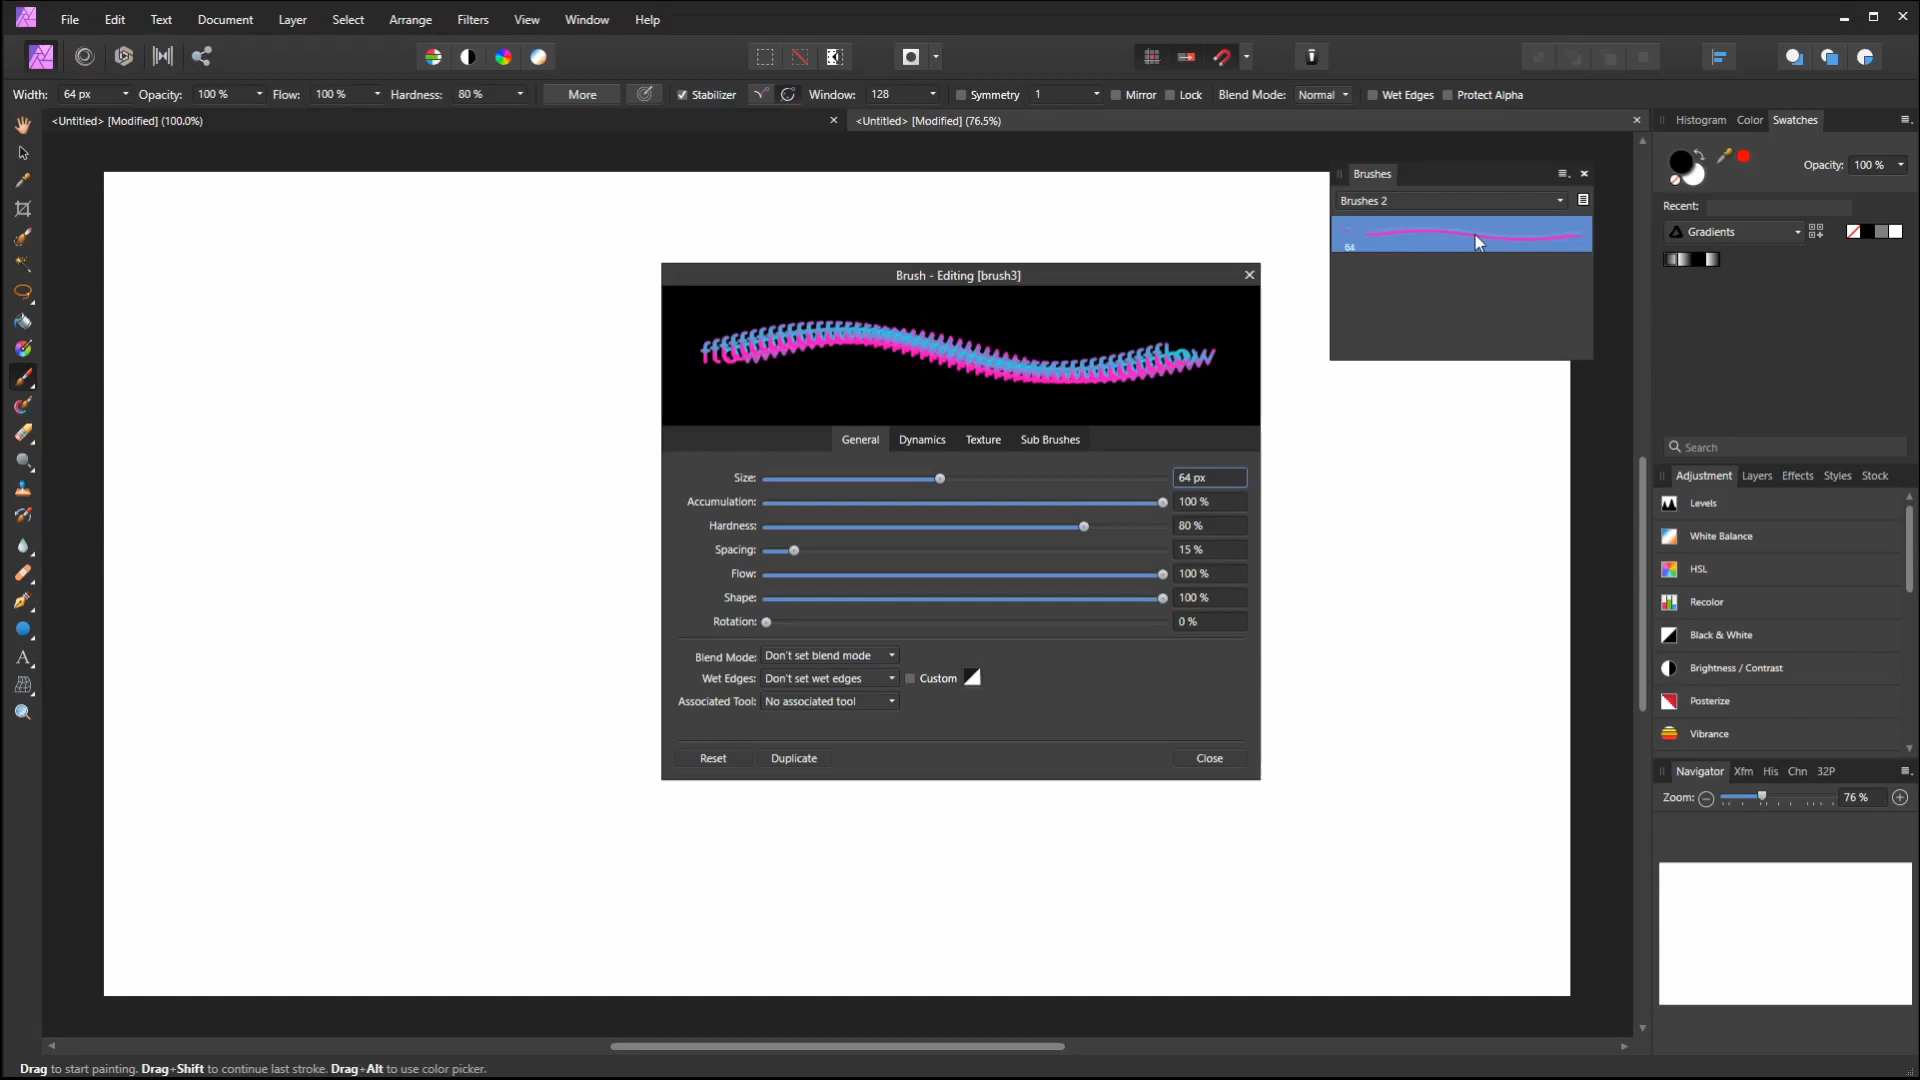 File Edit Text Document Layer Select Arrange Filters View Window Help
Width: 64 px Opacity: 100 % Flow: 100 % Hardness: 80 % More Stabilizer Window: 128 Symmetry 1 Mirror Lock Blend Mode: Normal Wet Edges Protect Alpha
<Untitled> [Modified] (100.0%)
<Untitled> [Modified] (76.5%)
Histogram Color Swatches
Opacity: 100 %
Recent:
Gradients
Brushes
Brushes 2
64
Brush - Editing [brush3]
General Dynamics Texture Sub Brushes
Size: 64 px
Accumulation: 100 %
Hardness: 80 %
Spacing: 15 %
Flow: 100 %
Shape: 100 %
Rotation: 0 %
Blend Mode: Don't set blend mode
Wet Edges: Don't set wet edges Custom
Associated Tool: No associated tool
Reset Duplicate Close
Search
Adjustment Layers Effects Styles Stock
Levels
White Balance
HSL
Recolor
Black & White
Brightness / Contrast
Posterize
Vibrance
Navigator Xfm His Chn 32P
Zoom: 76 %
Drag to start painting. Drag+Shift to continue last stroke. Drag+Alt to use color picker.